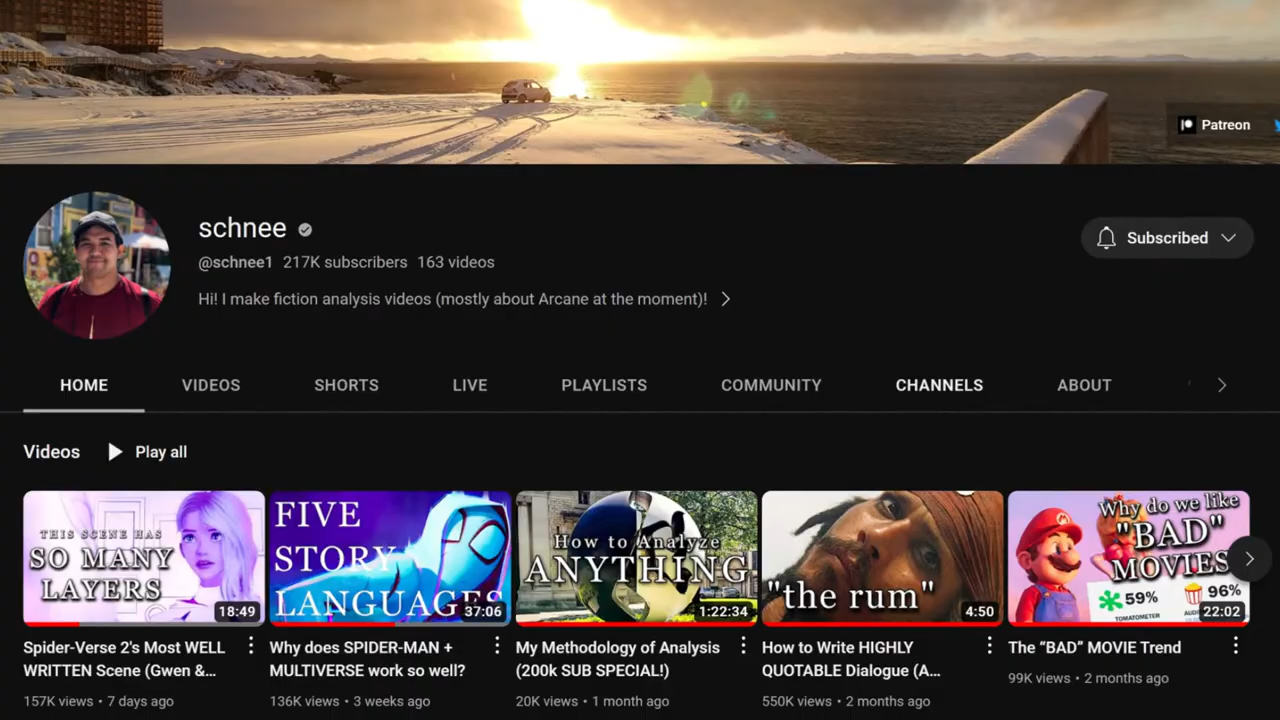 Patreon
schnee
@schnee1 217K subscribers 163 videos
Hi! I make fiction analysis videos (mostly about Arcane at the moment)!
Subscribed
HOME VIDEOS SHORTS LIVE PLAYLISTS COMMUNITY CHANNELS ABOUT
Videos Play all
THIS SCENE HAS
SO MANY
LAYERS
18:49
FIVE
STORY
LANGUAGES
37:06
How to Analyze
ANYTHING
1:22:34
"the rum"
4:50
Why do we like
"BAD"
MOVIES
59%
TOMATOMETER
96%
22:02
Spider-Verse 2's Most WELL
WRITTEN Scene (Gwen &...
157K views • 7 days ago
Why does SPIDER-MAN +
MULTIVERSE work so well?
136K views • 3 weeks ago
My Methodology of Analysis
(200k SUB SPECIAL!)
20K views • 1 month ago
How to Write HIGHLY
QUOTABLE Dialogue (A...
550K views • 2 months ago
The “BAD” MOVIE Trend
99K views • 2 months ago